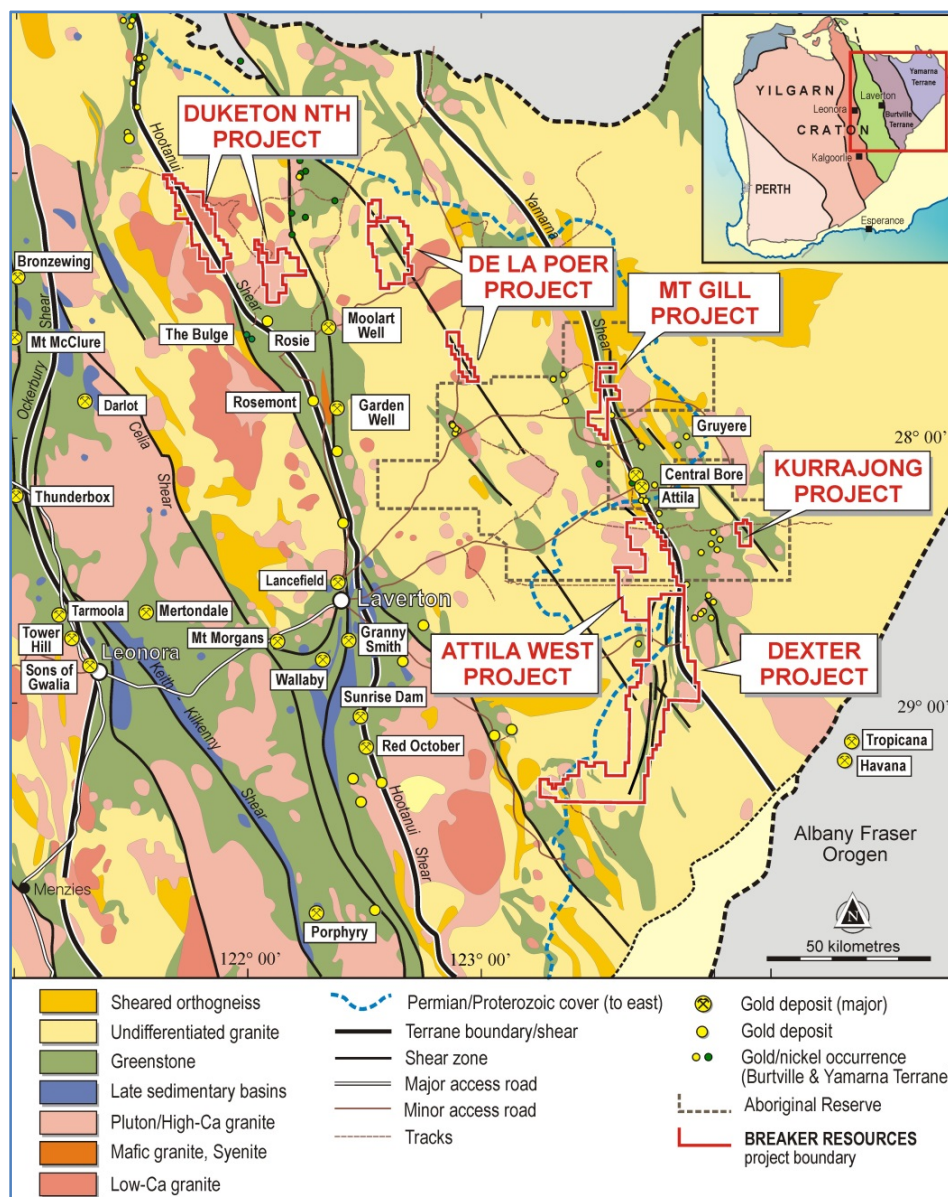 DUKETON NTH
PROJECT
DE LA POER
PROJECT
MT GILL
PROJECT
KURRAJONG
PROJECT
ATTILA WEST
PROJECT
DEXTER
PROJECT
YILGARN
CRATON
Yamarna
Terrane
Laverton
Leonora
Burtville
Terrane
Kalgoorlie
PERTH
Esperance
Hootanui
Shear
Yamarna
Shear
Bronzewing
Mt McClure
Ockerbury
Shear
Darlot
Celia
Shear
Thunderbox
The Bulge
Rosie
Moolart
Well
Rosemont
Garden
Well
Gruyere
28° 00'
Central Bore
Attila
Lancefield
Laverton
Tarmoola
Mertondale
Tower
Hill
Mt Morgans
Granny
Smith
Leonora
Sons of
Gwalia
Wallaby
Keith - Kilkenny
Shear
Sunrise Dam
Red October
29° 00'
Tropicana
Havana
Hootanui
Shear
Albany Fraser
Orogen
Menzies
Porphyry
122° 00'
123° 00'
N
50 kilometres
Sheared orthogneiss
Undifferentiated granite
Greenstone
Late sedimentary basins
Pluton/High-Ca granite
Mafic granite, Syenite
Low-Ca granite
Permian/Proterozoic cover (to east)
Terrane boundary/shear
Shear zone
Major access road
Minor access road
Tracks
Gold deposit (major)
Gold deposit
Gold/nickel occurrence
(Burtville & Yamarna Terrane
Aboriginal Reserve
BREAKER RESOURCES
project boundary